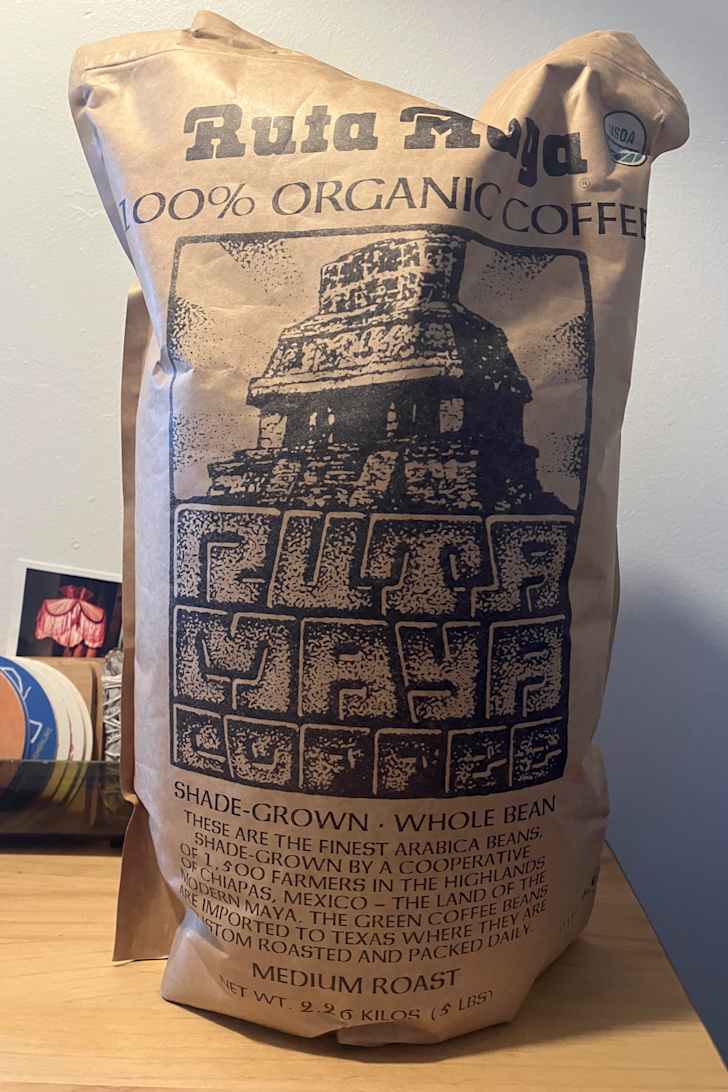 Ruta Maya
USDA
®
100% ORGANIC COFFEE
RUTA
MAYA
COFFEE
SHADE-GROWN · WHOLE BEAN
THESE ARE THE FINEST ARABICA BEANS,
SHADE-GROWN BY A COOPERATIVE
OF 1,500 FARMERS IN THE HIGHLANDS
OF CHIAPAS, MEXICO – THE LAND OF THE
MODERN MAYA. THE GREEN COFFEE BEANS
ARE IMPORTED TO TEXAS WHERE THEY ARE
CUSTOM ROASTED AND PACKED DAILY.
MEDIUM ROAST
NET WT. 2.26 KILOS (5 LBS)